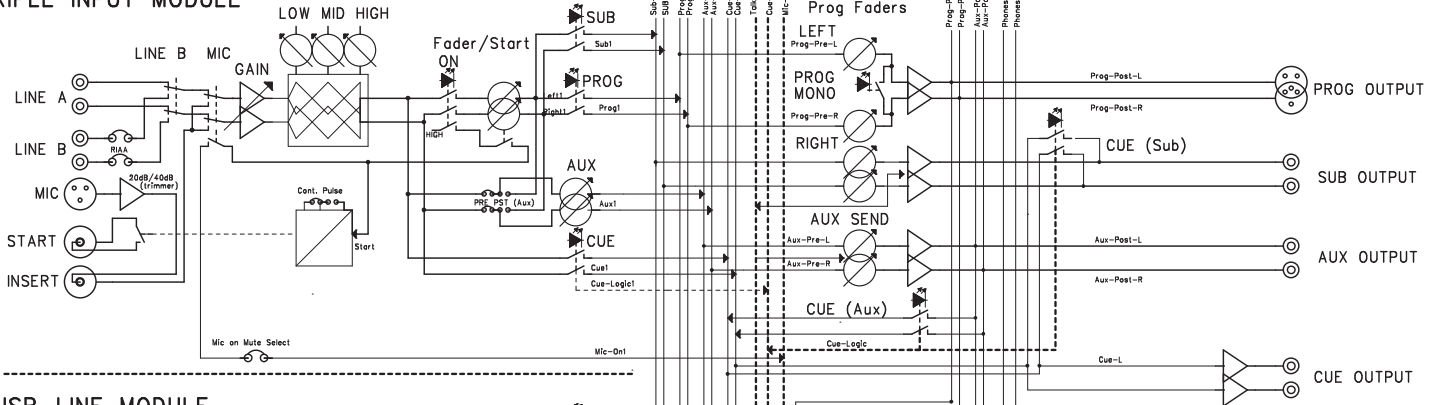 INPUT MODULE
LOW MID HIGH
LINE B MIC
GAIN
Fader/Start
ON
SUB
Sub1
PROG
Prog1
HIGH
LINE A
LINE B
RIAA
MIC
20dB/40dB
(trimmer)
START
INSERT
Cont. Pulse
Start
PRE PST (Aux)
AUX
Aux1
CUE
Cue1
Cue-Logic1
Mic on Mute Select
Mic-On1
LINE MODULE
Prog Faders
LEFT
Prog-Pre-L
PROG
MONO
Prog-Pre-R
RIGHT
Prog-Post-L
Prog-Post-R
PROG OUTPUT
CUE (Sub)
SUB OUTPUT
AUX SEND
Aux-Pre-L
Aux-Pre-R
Aux-Post-L
Aux-Post-R
AUX OUTPUT
CUE (Aux)
Cue-Logic
Cue-L
CUE OUTPUT
Phones
Phones